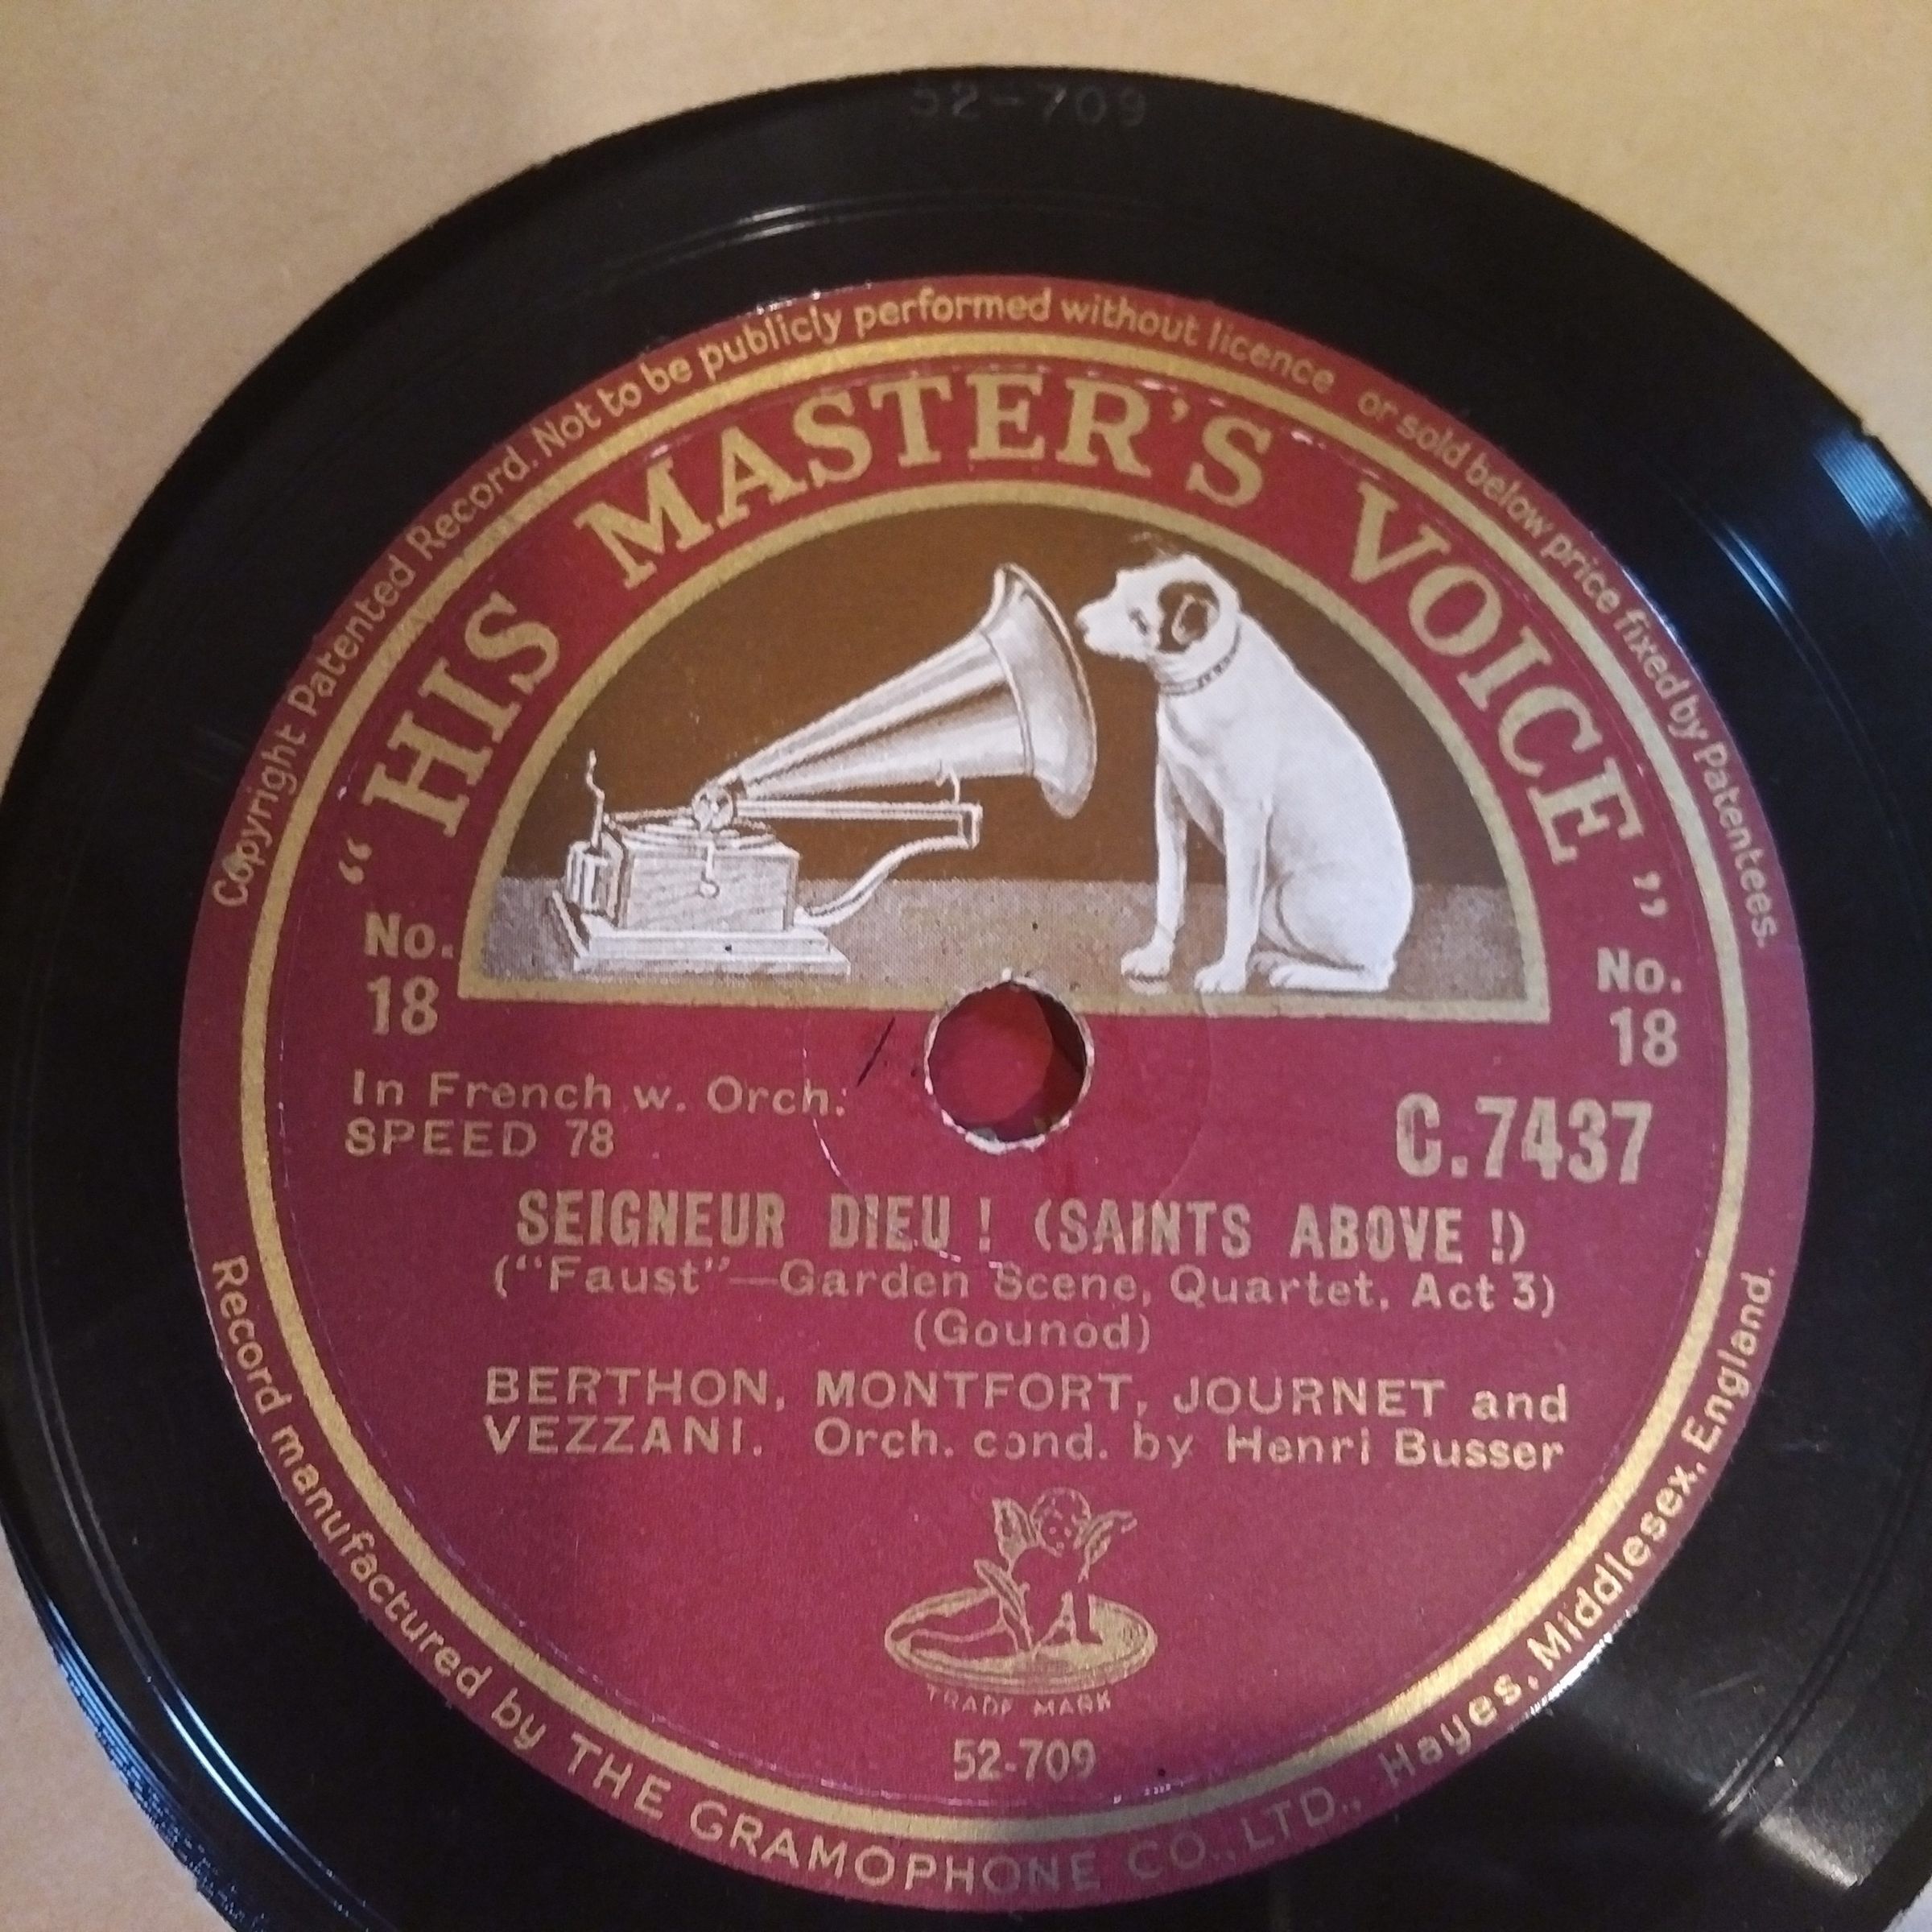 52-709
Copyright Patented Record. Not to be publicly performed without licence or sold below price fixed by Patentees.
“HIS MASTER'S VOICE”
No.
18
No.
18
In French w. Orch:
SPEED 78
C.7437
SEIGNEUR DIEU! (SAINTS ABOVE!)
(“Faust”—Garden Scene, Quartet, Act 3)
(Gounod)
BERTHON, MONTFORT, JOURNET and
VEZZANI. Orch. cond. by Henri Busser
TRADE MARK
52-709
Record manufactured by THE GRAMOPHONE CO., LTD., Hayes, Middlesex, England.